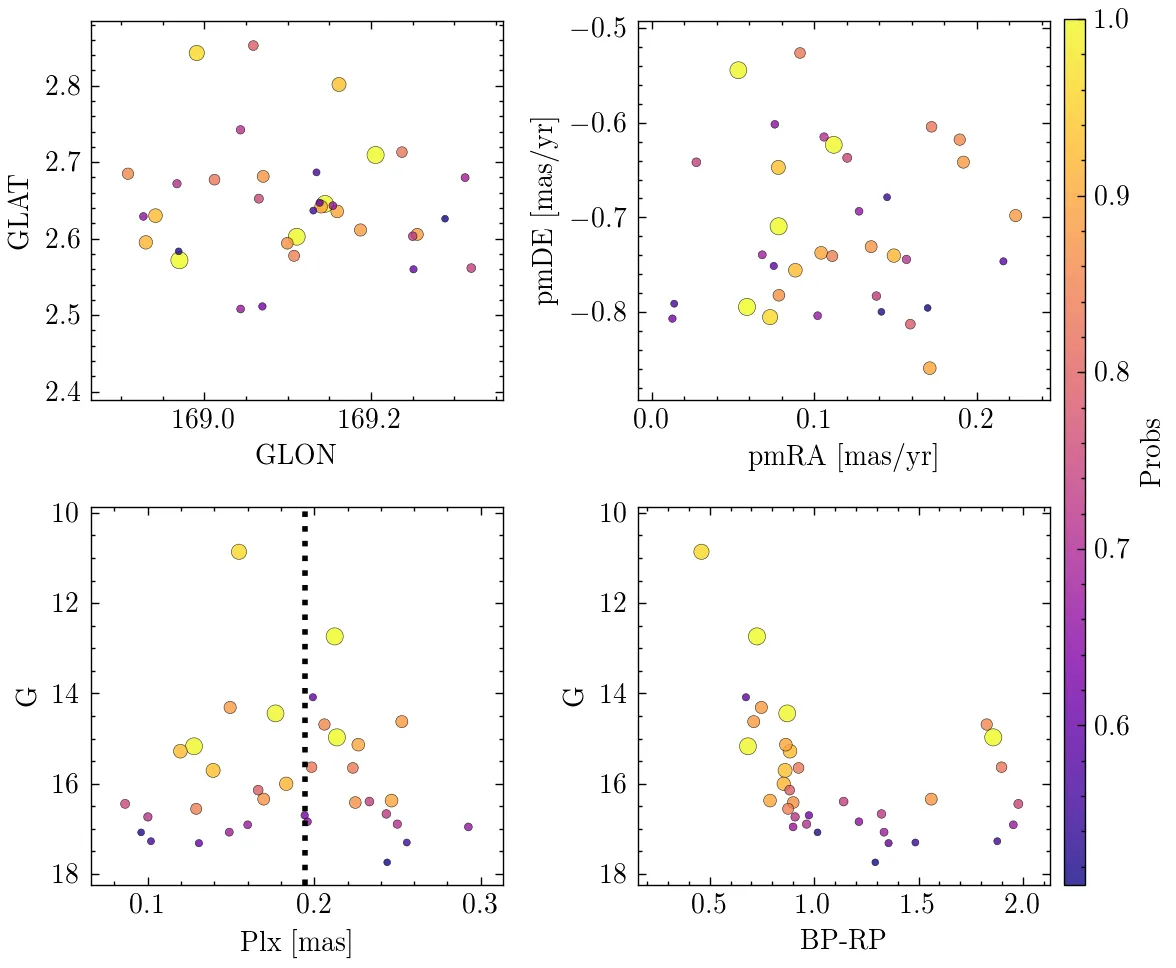 2.8
2.7
2.6
2.5
2.4
GLAT
169.0 169.2
GLON
−0.5
−0.6
−0.7
−0.8
pmDE [mas/yr]
0.0 0.1 0.2
pmRA [mas/yr]
10
12
14
16
18
G
0.1 0.2 0.3
Plx [mas]
10
12
14
16
18
G
0.5 1.0 1.5 2.0
BP-RP
1.0
0.9
0.8
0.7
0.6
Probs